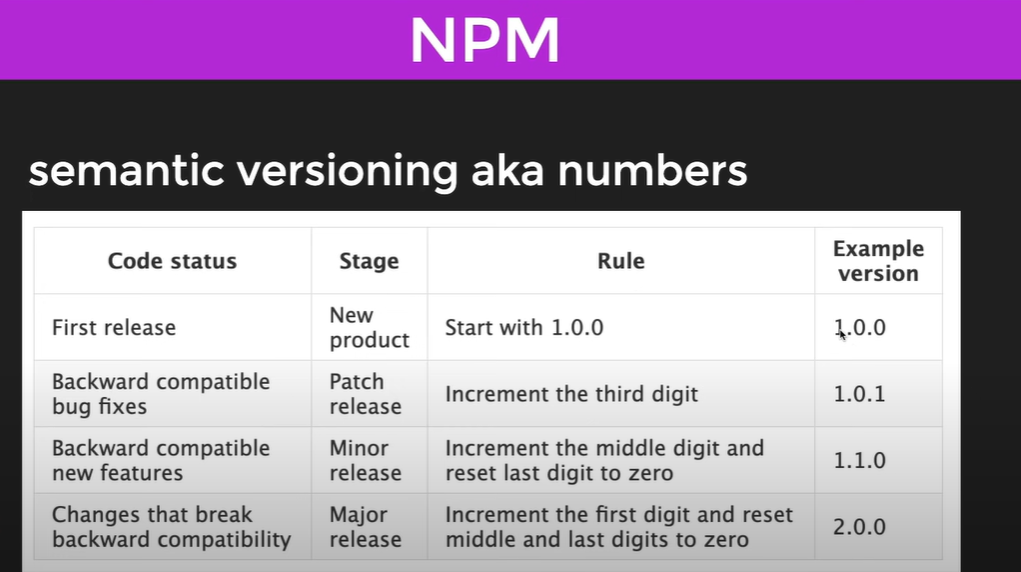 NPM
semantic versioning aka numbers
Code status Stage Rule Example version
First release New product Start with 1.0.0 1.0.0
Backward compatible bug fixes Patch release Increment the third digit 1.0.1
Backward compatible new features Minor release Increment the middle digit and reset last digit to zero 1.1.0
Changes that break backward compatibility Major release Increment the first digit and reset middle and last digits to zero 2.0.0